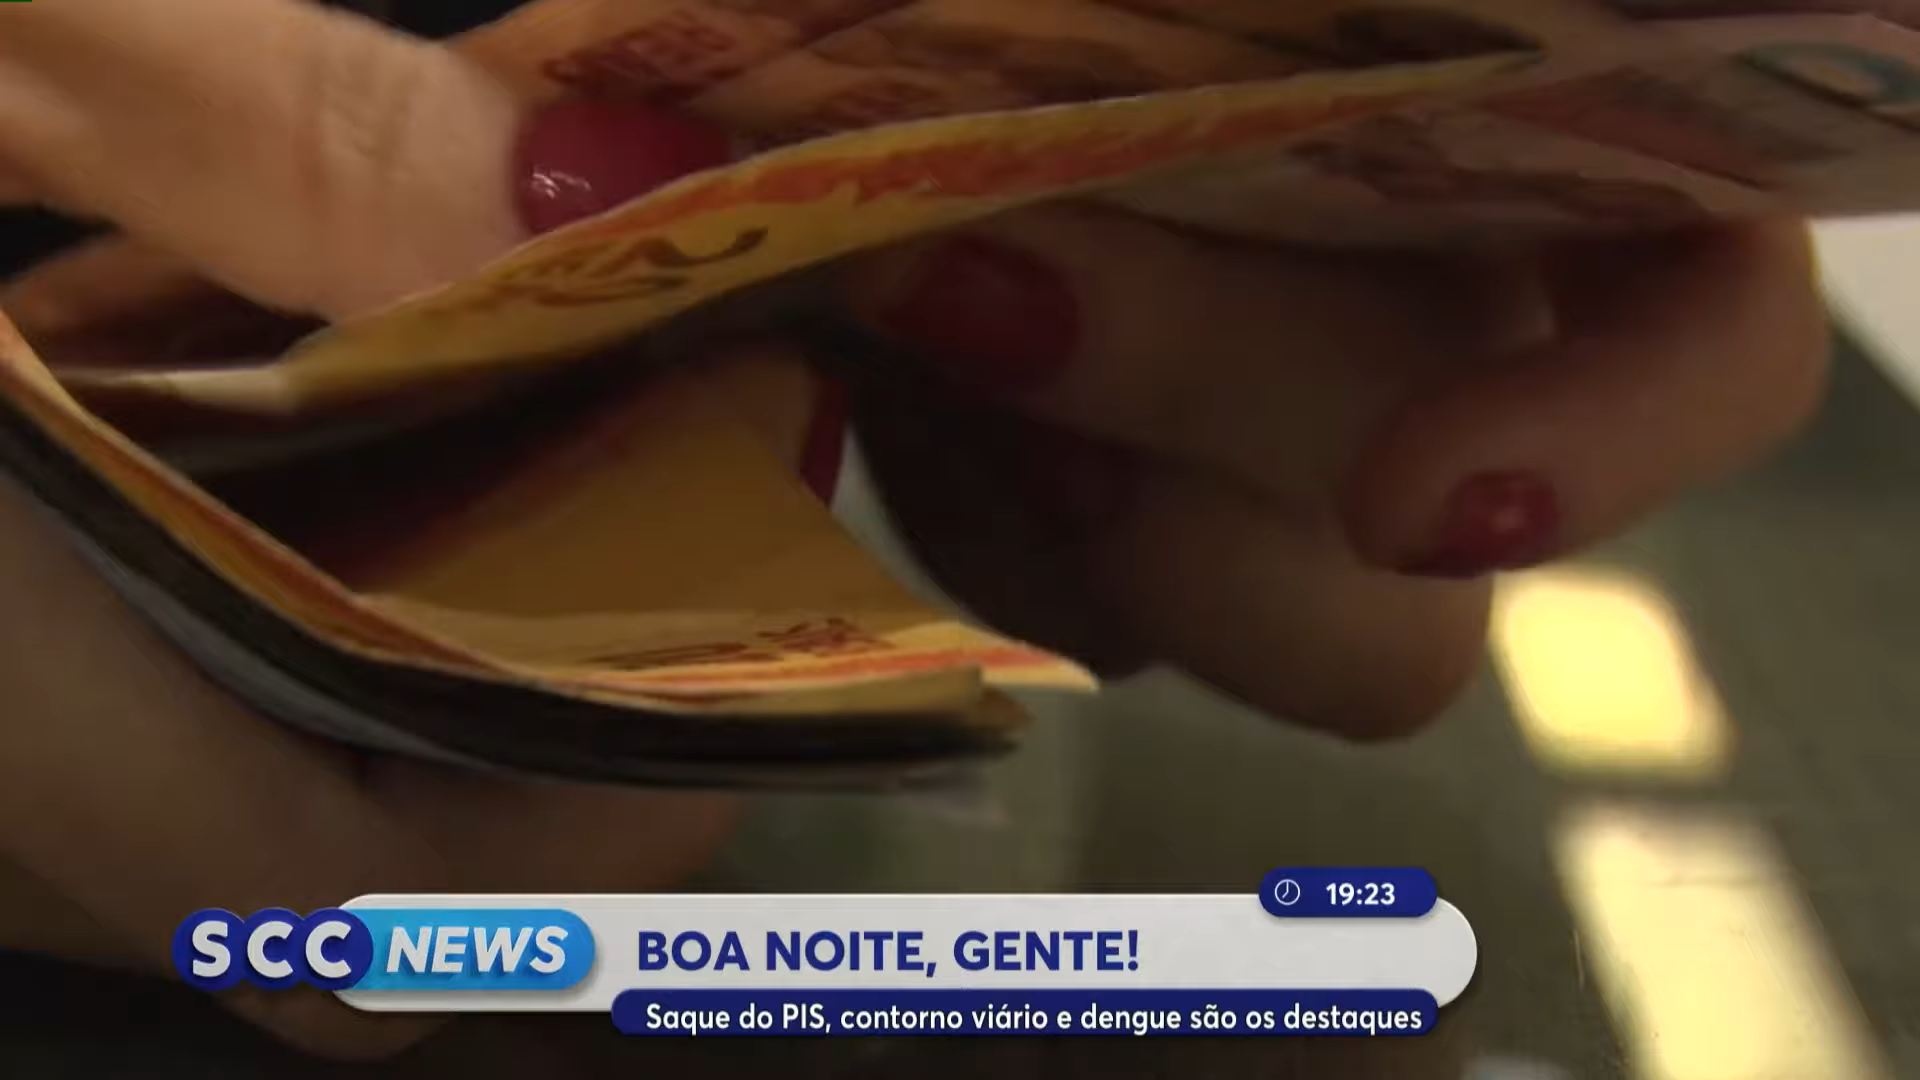 19:23
SCC NEWS
BOA NOITE, GENTE!
Saque do PIS, contorno viário e dengue são os destaques